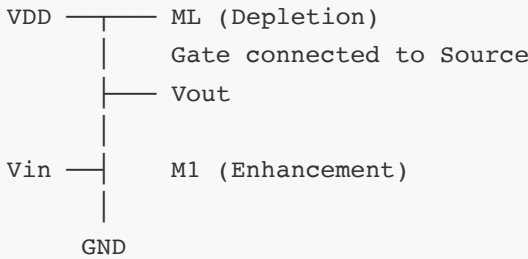 VDD ──┬── ML (Depletion)
Gate connected to Source
├── Vout
Vin ──┤ M1 (Enhancement)
GND